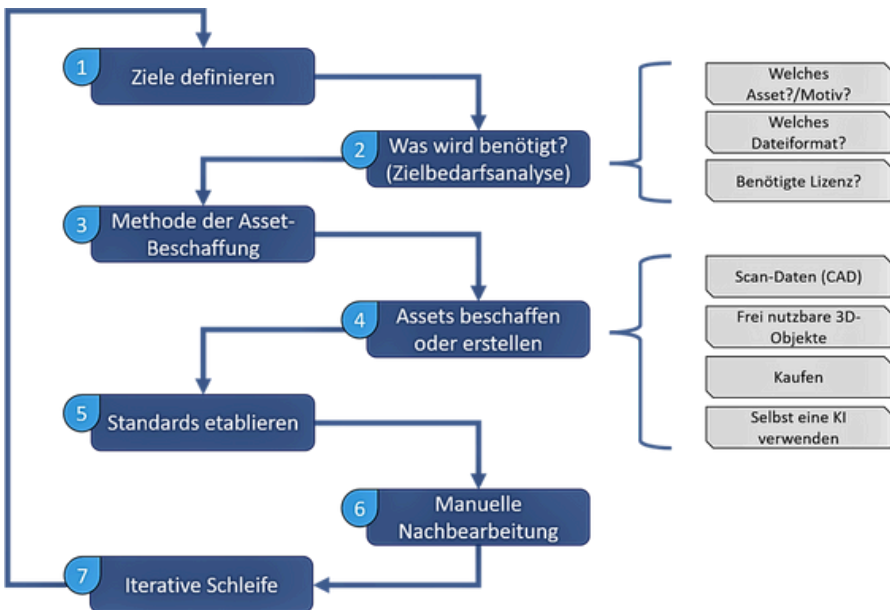 1
Ziele definieren
2
Was wird benötigt?
(Zielbedarfsanalyse)
Welches
Asset?/Motiv?
Welches
Dateiformat?
Benötigte Lizenz?
3
Methode der Asset-
Beschaffung
4
Assets beschaffen
oder erstellen
Scan-Daten (CAD)
Frei nutzbare 3D-
Objekte
Kaufen
Selbst eine KI
verwenden
5
Standards etablieren
6
Manuelle
Nachbearbeitung
7
Iterative Schleife